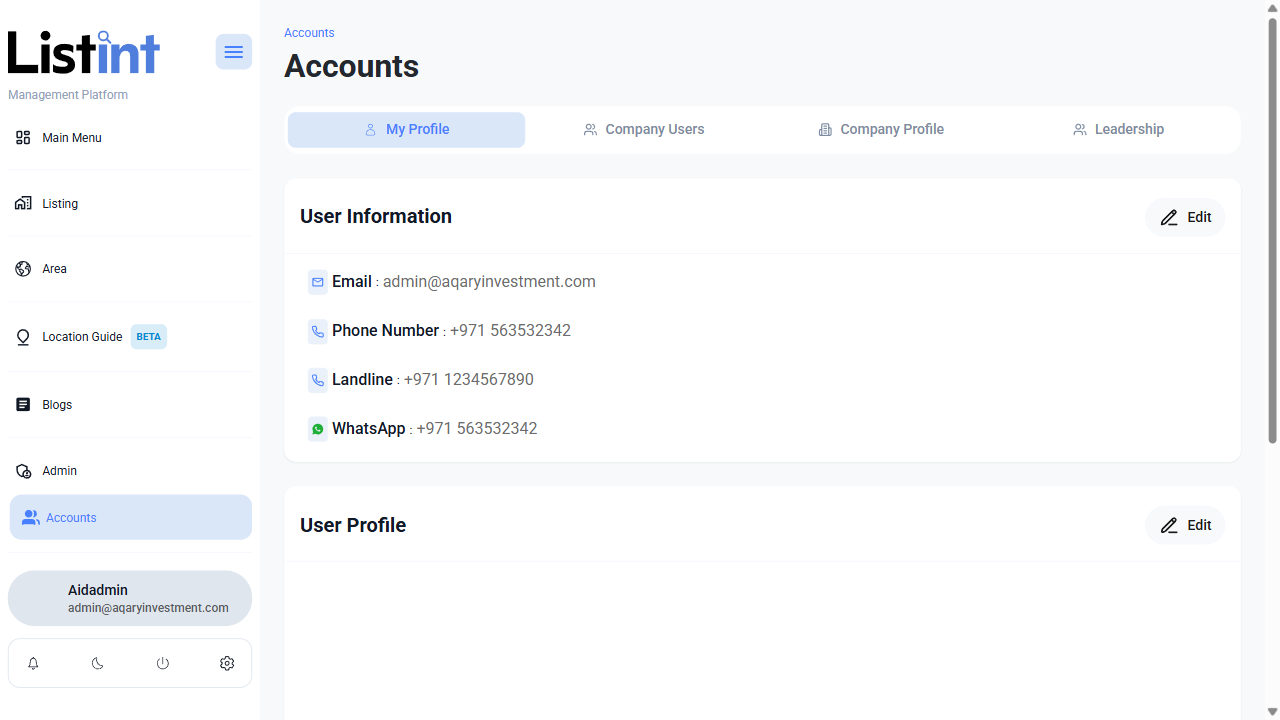 Listint
Management Platform
Main Menu
Listing
Area
Location Guide BETA
Blogs
Admin
Accounts
Aidadmin
admin@aqaryinvestment.com
Accounts
Accounts
My Profile Company Users Company Profile Leadership
User Information Edit
Email : admin@aqaryinvestment.com
Phone Number : +971 563532342
Landline : +971 1234567890
WhatsApp : +971 563532342
User Profile Edit